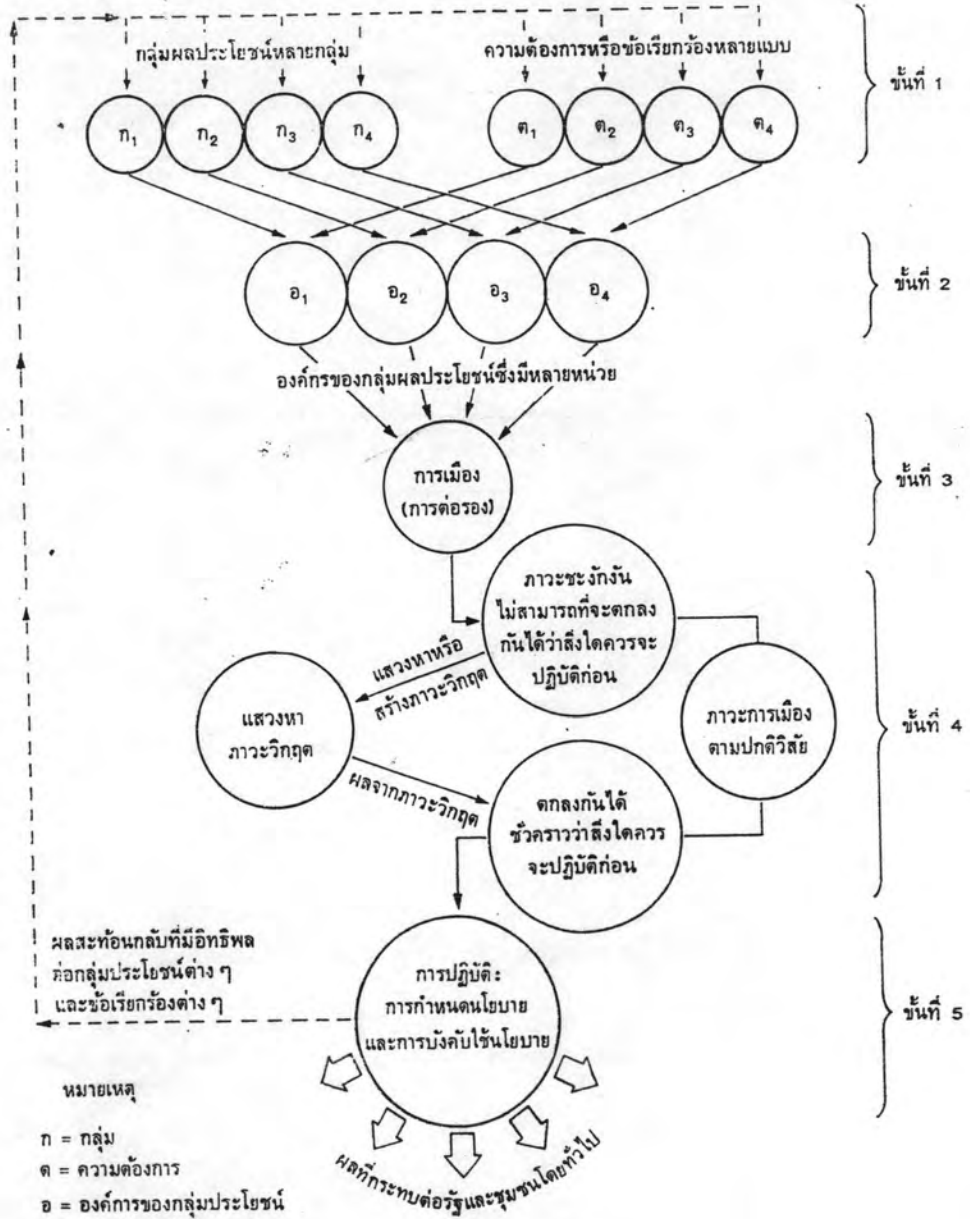 กลุ่มผลประโยชน์หลายกลุ่ม
ความต้องการหรือข้อเรียกร้องหลายแบบ
ขั้นที่ 1
ก1 ก2 ก3 ก4
ต1 ต2 ต3 ต4
อ1 อ2 อ3 อ4
ขั้นที่ 2
องค์กรของกลุ่มผลประโยชน์ซึ่งมีหลายหน่วย
การเมือง
(การต่อรอง)
ขั้นที่ 3
ภาวะชะงักงัน
ไม่สามารถที่จะตกลง
กันได้ว่าสิ่งใดควรจะ
ปฏิบัติก่อน
แสวงหาหรือ
สร้างภาวะวิกฤต
แสวงหา
ภาวะวิกฤต
ภาวะการเมือง
ตามปกติวิสัย
ขั้นที่ 4
ผลจากภาวะวิกฤต
ตกลงกันได้
ชั่วคราวว่าสิ่งใดควร
จะปฏิบัติก่อน
ผลสะท้อนกลับที่มีอิทธิพล
ต่อกลุ่มประโยชน์ต่าง ๆ
และข้อเรียกร้องต่าง ๆ
การปฏิบัติ:
การกำหนดนโยบาย
และการบังคับใช้นโยบาย
ขั้นที่ 5
ผลที่กระทบต่อรัฐและชุมชนโดยทั่วไป
หมายเหตุ
ก = กลุ่ม
ต = ความต้องการ
อ = องค์การของกลุ่มประโยชน์